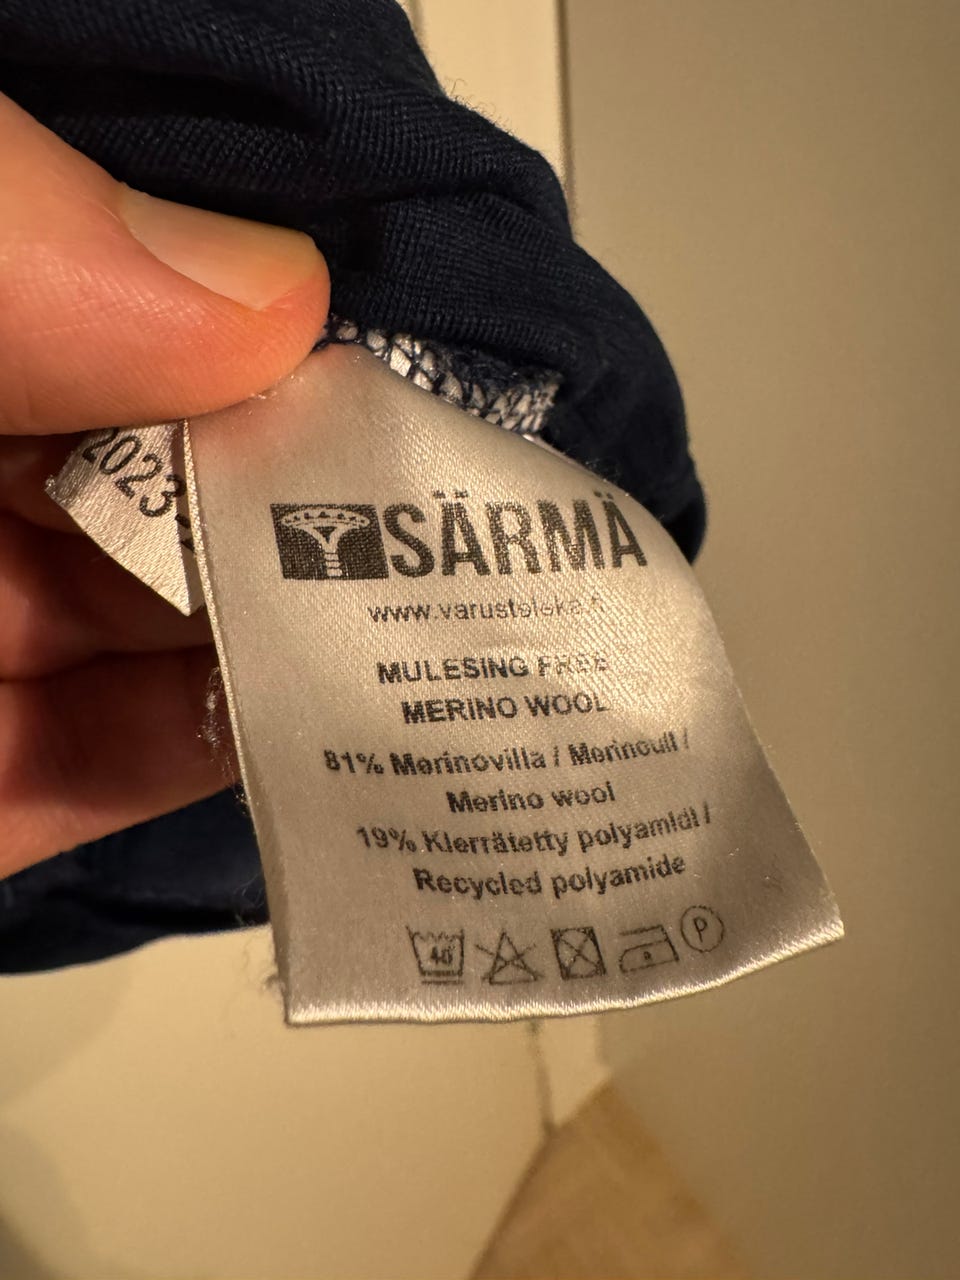 2023-
SÄRMÄ
www.varusteleka.fi
MULESING FREE
MERINO WOOL
81% Merinovilla / Merinoull /
Merino wool
19% Kierrätetty polyamidi /
Recycled polyamide
40
P